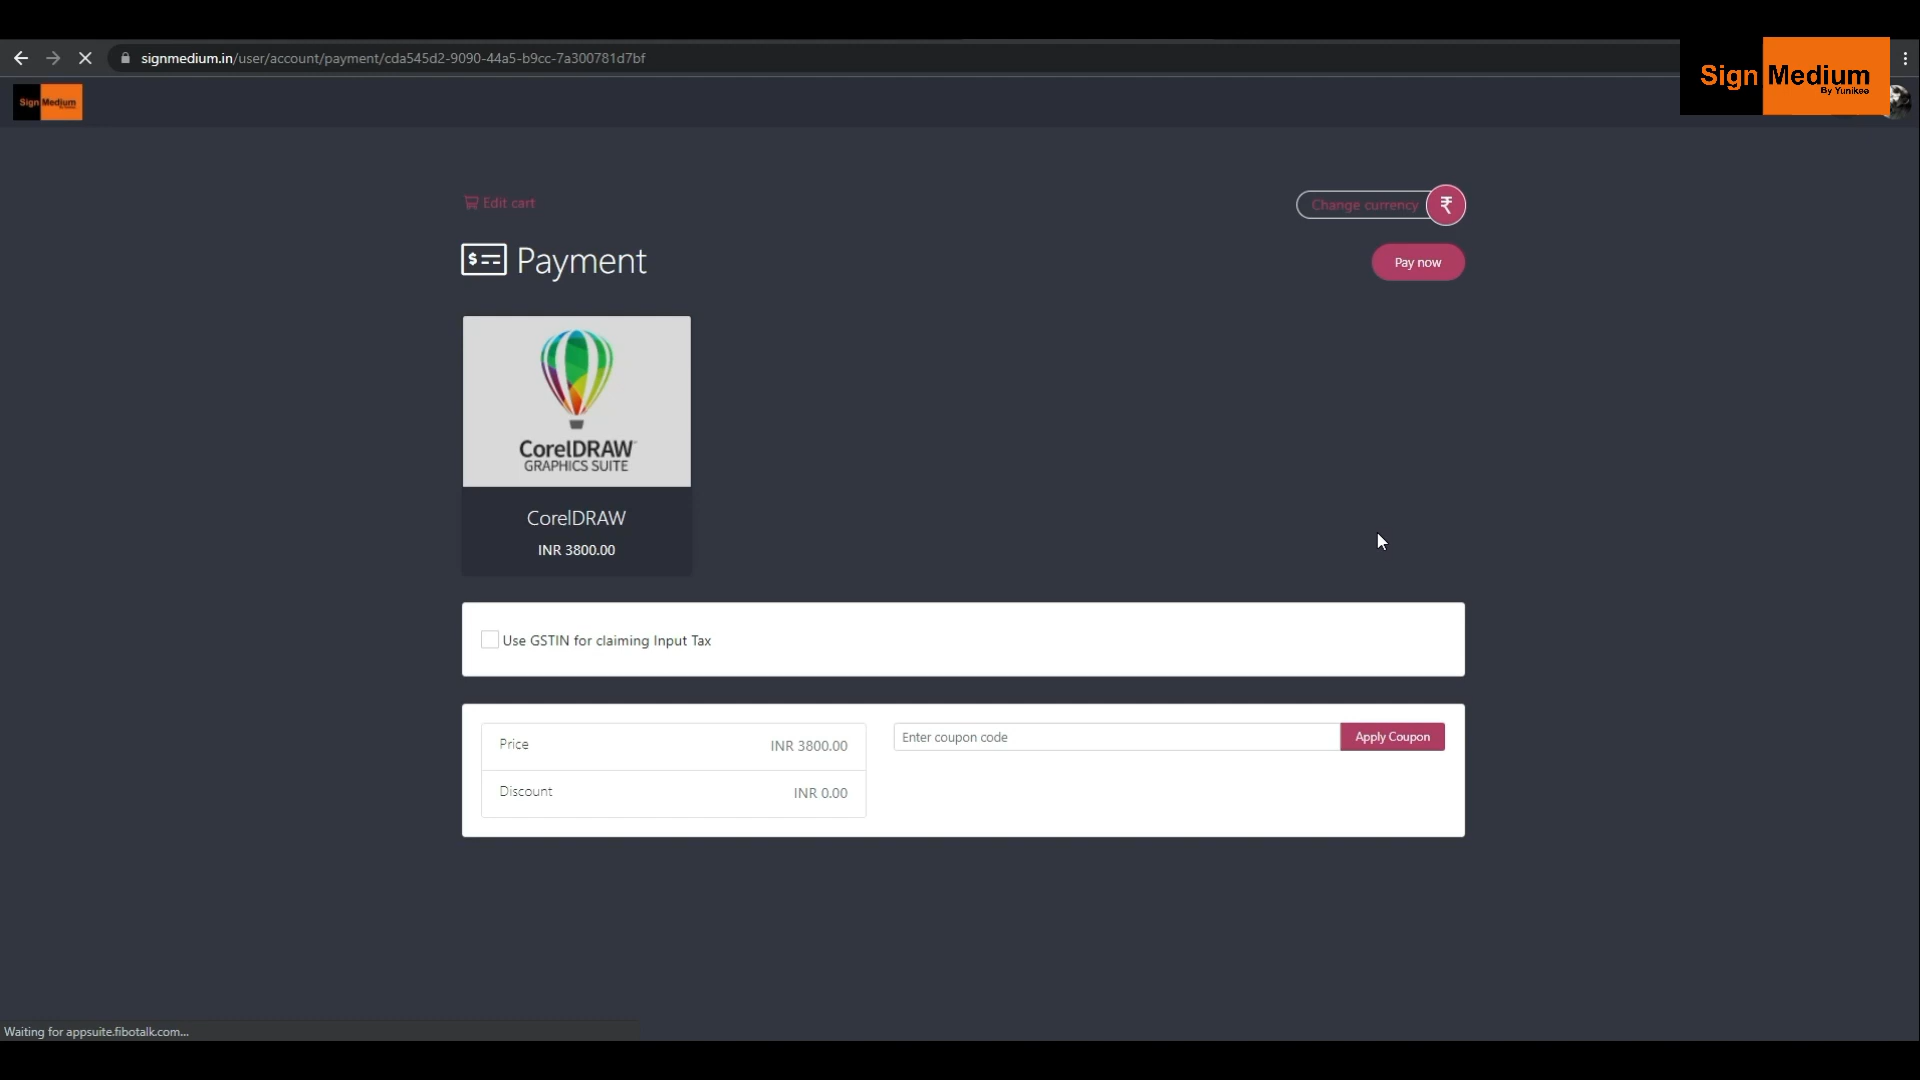 signmedium.in/user/account/payment/cda545d2-9090-44a5-b9cc-7a300781d7bf
Sign Medium
By Yunikee
Sign Medium
Edit cart
Change currency ₹
$ Payment
Pay now
CorelDRAW
GRAPHICS SUITE
CorelDRAW
INR 3800.00
Use GSTIN for claiming Input Tax
Price INR 3800.00
Enter coupon code Apply Coupon
Discount INR 0.00
Waiting for appsuite.fibotalk.com...